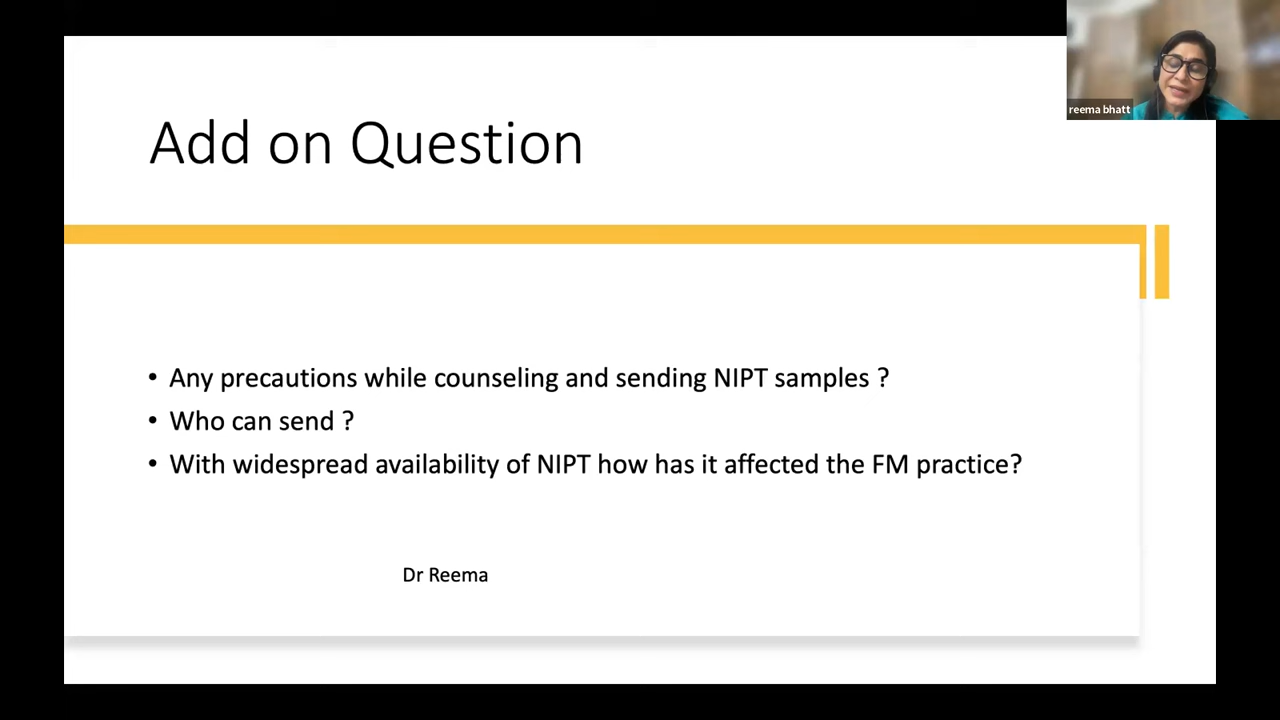 reema bhatt
Add on Question
• Any precautions while counseling and sending NIPT samples ?
• Who can send ?
• With widespread availability of NIPT how has it affected the FM practice?
Dr Reema